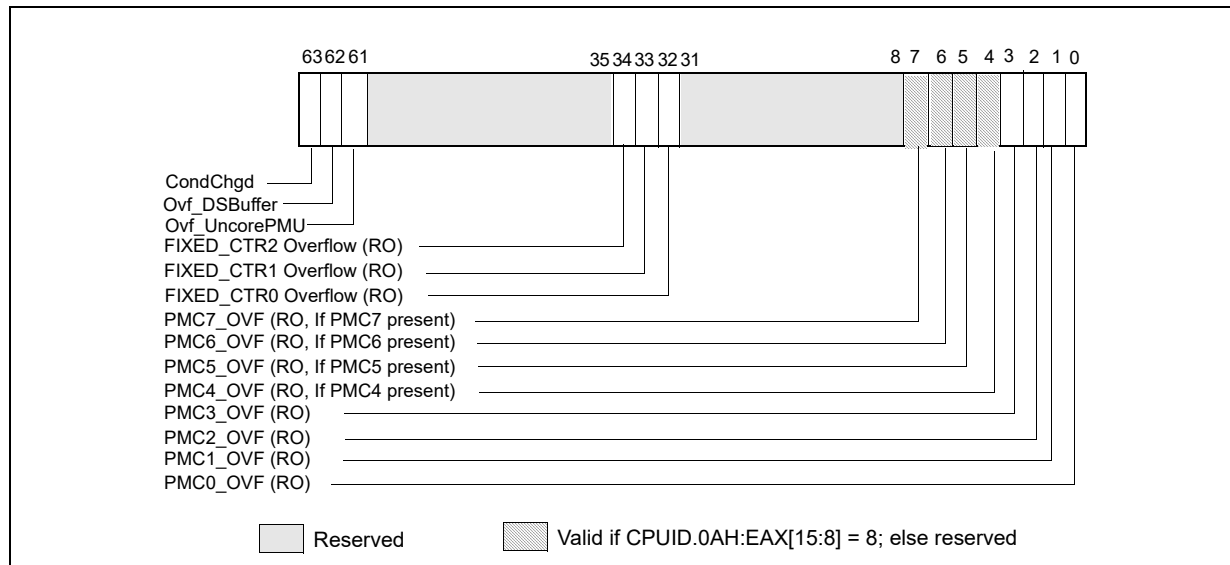 63 62 61 35 34 33 32 31 8 7 6 5 4 3 2 1 0
CondChgd
Ovf_DSBuffer
Ovf_UncorePMU
FIXED_CTR2 Overflow (RO)
FIXED_CTR1 Overflow (RO)
FIXED_CTR0 Overflow (RO)
PMC7_OVF (RO, If PMC7 present)
PMC6_OVF (RO, If PMC6 present)
PMC5_OVF (RO, If PMC5 present)
PMC4_OVF (RO, If PMC4 present)
PMC3_OVF (RO)
PMC2_OVF (RO)
PMC1_OVF (RO)
PMC0_OVF (RO)
Reserved Valid if CPUID.0AH:EAX[15:8] = 8; else reserved